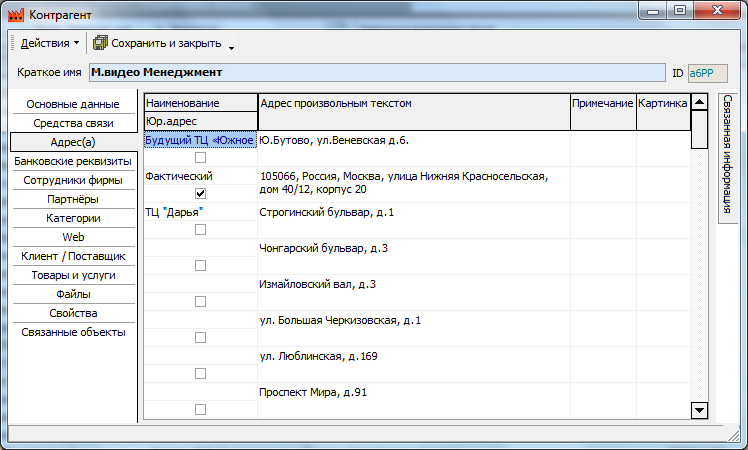 Контрагент
Действия
Сохранить и закрыть
Краткое имя М.видео Менеджмент ID a6PP
Основные данные
Средства связи
Адрес(а)
Банковские реквизиты
Сотрудники фирмы
Партнёры
Категории
Web
Клиент / Поставщик
Товары и услуги
Файлы
Свойства
Связанные объекты
Наименование Адрес произвольным текстом Примечание Картинка
Юр.адрес
Будущий ТЦ «Южное Ю.Бутово, ул.Веневская д.6.
Фактический 105066, Россия, Москва, улица Нижняя Красносельская,
дом 40/12, корпус 20
ТЦ "Дарья" Строгинский бульвар, д.1
Чонгарский бульвар, д.3
Измайловский вал, д.3
ул. Большая Черкизовская, д.1
ул. Люблинская, д.169
Проспект Мира, д.91
Связанная информация